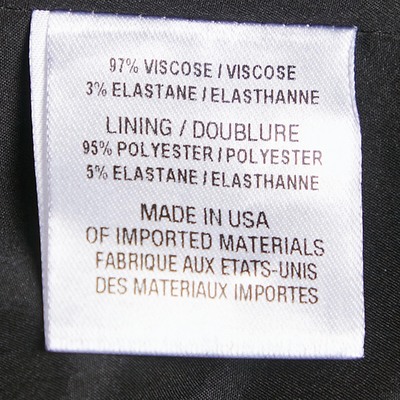 97% VISCOSE / VISCOSE
3% ELASTANE / ELASTHANNE
LINING / DOUBLURE
95% POLYESTER / POLYESTER
5% ELASTANE / ELASTHANNE
MADE IN USA
OF IMPORTED MATERIALS
FABRIQUE AUX ETATS-UNIS
DES MATERIAUX IMPORTES